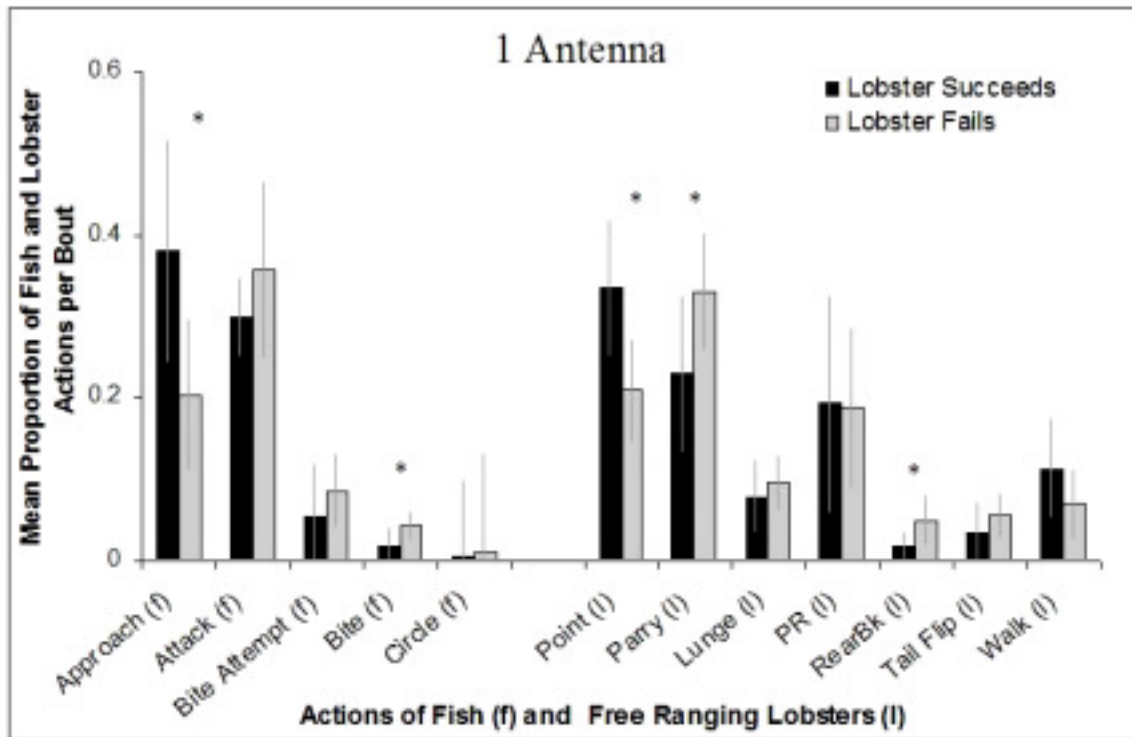 1 Antenna
Lobster Succeeds
Lobster Fails
Mean Proportion of Fish and Lobster
Actions per Bout
0.6
0.4
0.2
0
*
*
*
*
*
Approach (f)
Attack (f)
Bite Attempt (f)
Bite (f)
Circle (f)
Point (l)
Parry (l)
Lunge (l)
PR (l)
RearBk (l)
Tail Flip (l)
Walk (l)
Actions of Fish (f) and Free Ranging Lobsters (l)